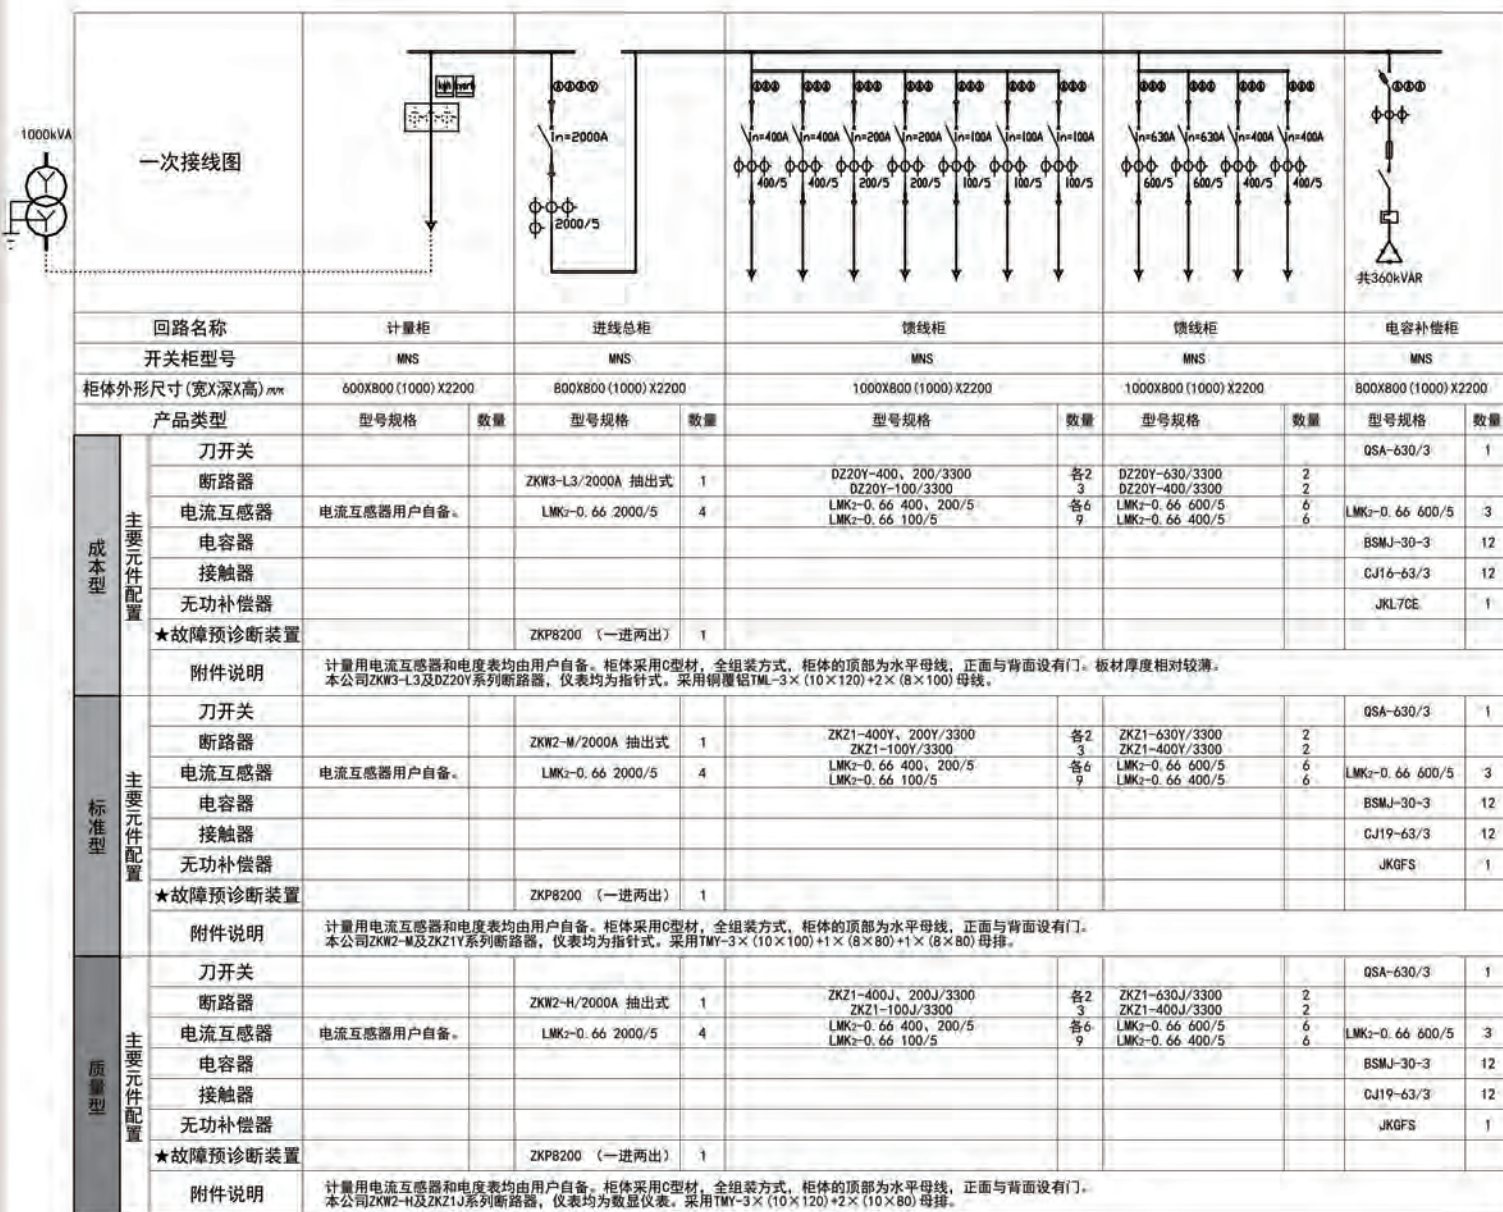 1000kVA
一次接线图
In=2000A
2000/5
In=400A In=400A In=200A In=200A In=100A In=100A In=100A
400/5 400/5 200/5 200/5 100/5 100/5 100/5
In=630A In=630A In=400A In=400A
600/5 600/5 400/5 400/5
共360kVAR
回路名称 计量柜 进线总柜 馈线柜 馈线柜 电容补偿柜
开关柜型号 MNS MNS MNS MNS MNS
柜体外形尺寸(宽X深X高)mm 600X800(1000)X2200 800X800(1000)X2200 1000X800(1000)X2200 1000X800(1000)X2200 800X800(1000)X2200
产品类型 型号规格 数量 型号规格 数量 型号规格 数量 型号规格 数量 型号规格 数量
成本型
主要元件配置
刀开关 QSA-630/3 1
断路器 ZKW3-L3/2000A 抽出式 1 DZ20Y-400、200/3300 各2 DZ20Y-630/3300 2
DZ20Y-100/3300 3 DZ20Y-400/3300 2
电流互感器 电流互感器用户自备。 LMK2-0.66 2000/5 4 LMK2-0.66 400、200/5 各6 LMK2-0.66 600/5 6 LMK2-0.66 600/5 3
LMK2-0.66 100/5 9 LMK2-0.66 400/5 6
电容器 BSMJ-30-3 12
接触器 CJ16-63/3 12
无功补偿器 JKL7CE 1
★故障预诊断装置 ZKP8200 (一进两出) 1
附件说明 计量用电流互感器和电度表均由用户自备。柜体采用C型材，全组装方式，柜体的顶部为水平母线，正面与背面设有门。板材厚度相对较薄。
本公司ZKW3-L3及DZ20Y系列断路器，仪表均为指针式。采用铜覆铝TML-3×(10×120)+2×(8×100)母线。
标准型
主要元件配置
刀开关 QSA-630/3 1
断路器 ZKW2-M/2000A 抽出式 1 ZKZ1-400Y、200Y/3300 各2 ZKZ1-630Y/3300 2
ZKZ1-100Y/3300 3 ZKZ1-400Y/3300 2
电流互感器 电流互感器用户自备。 LMK2-0.66 2000/5 4 LMK2-0.66 400、200/5 各6 LMK2-0.66 600/5 6 LMK2-0.66 600/5 3
LMK2-0.66 100/5 9 LMK2-0.66 400/5 6
电容器 BSMJ-30-3 12
接触器 CJ19-63/3 12
无功补偿器 JKGFS 1
★故障预诊断装置 ZKP8200 (一进两出) 1
附件说明 计量用电流互感器和电度表均由用户自备。柜体采用C型材，全组装方式，柜体的顶部为水平母线，正面与背面设有门。
本公司ZKW2-M及ZKZ1Y系列断路器，仪表均为指针式。采用TMY-3×(10×100)+1×(8×80)+1×(8×80)母排。
质量型
主要元件配置
刀开关 QSA-630/3 1
断路器 ZKW2-H/2000A 抽出式 1 ZKZ1-400J、200J/3300 各2 ZKZ1-630J/3300 2
ZKZ1-100J/3300 3 ZKZ1-400J/3300 2
电流互感器 电流互感器用户自备。 LMK2-0.66 2000/5 4 LMK2-0.66 400、200/5 各6 LMK2-0.66 600/5 6 LMK2-0.66 600/5 3
LMK2-0.66 100/5 9 LMK2-0.66 400/5 6
电容器 BSMJ-30-3 12
接触器 CJ19-63/3 12
无功补偿器 JKGFS 1
★故障预诊断装置 ZKP8200 (一进两出) 1
附件说明 计量用电流互感器和电度表均由用户自备。柜体采用C型材，全组装方式，柜体的顶部为水平母线，正面与背面设有门。
本公司ZKW2-H及ZKZ1J系列断路器，仪表均为数显仪表。采用TMY-3×(10×120)+2×(10×80)母排。